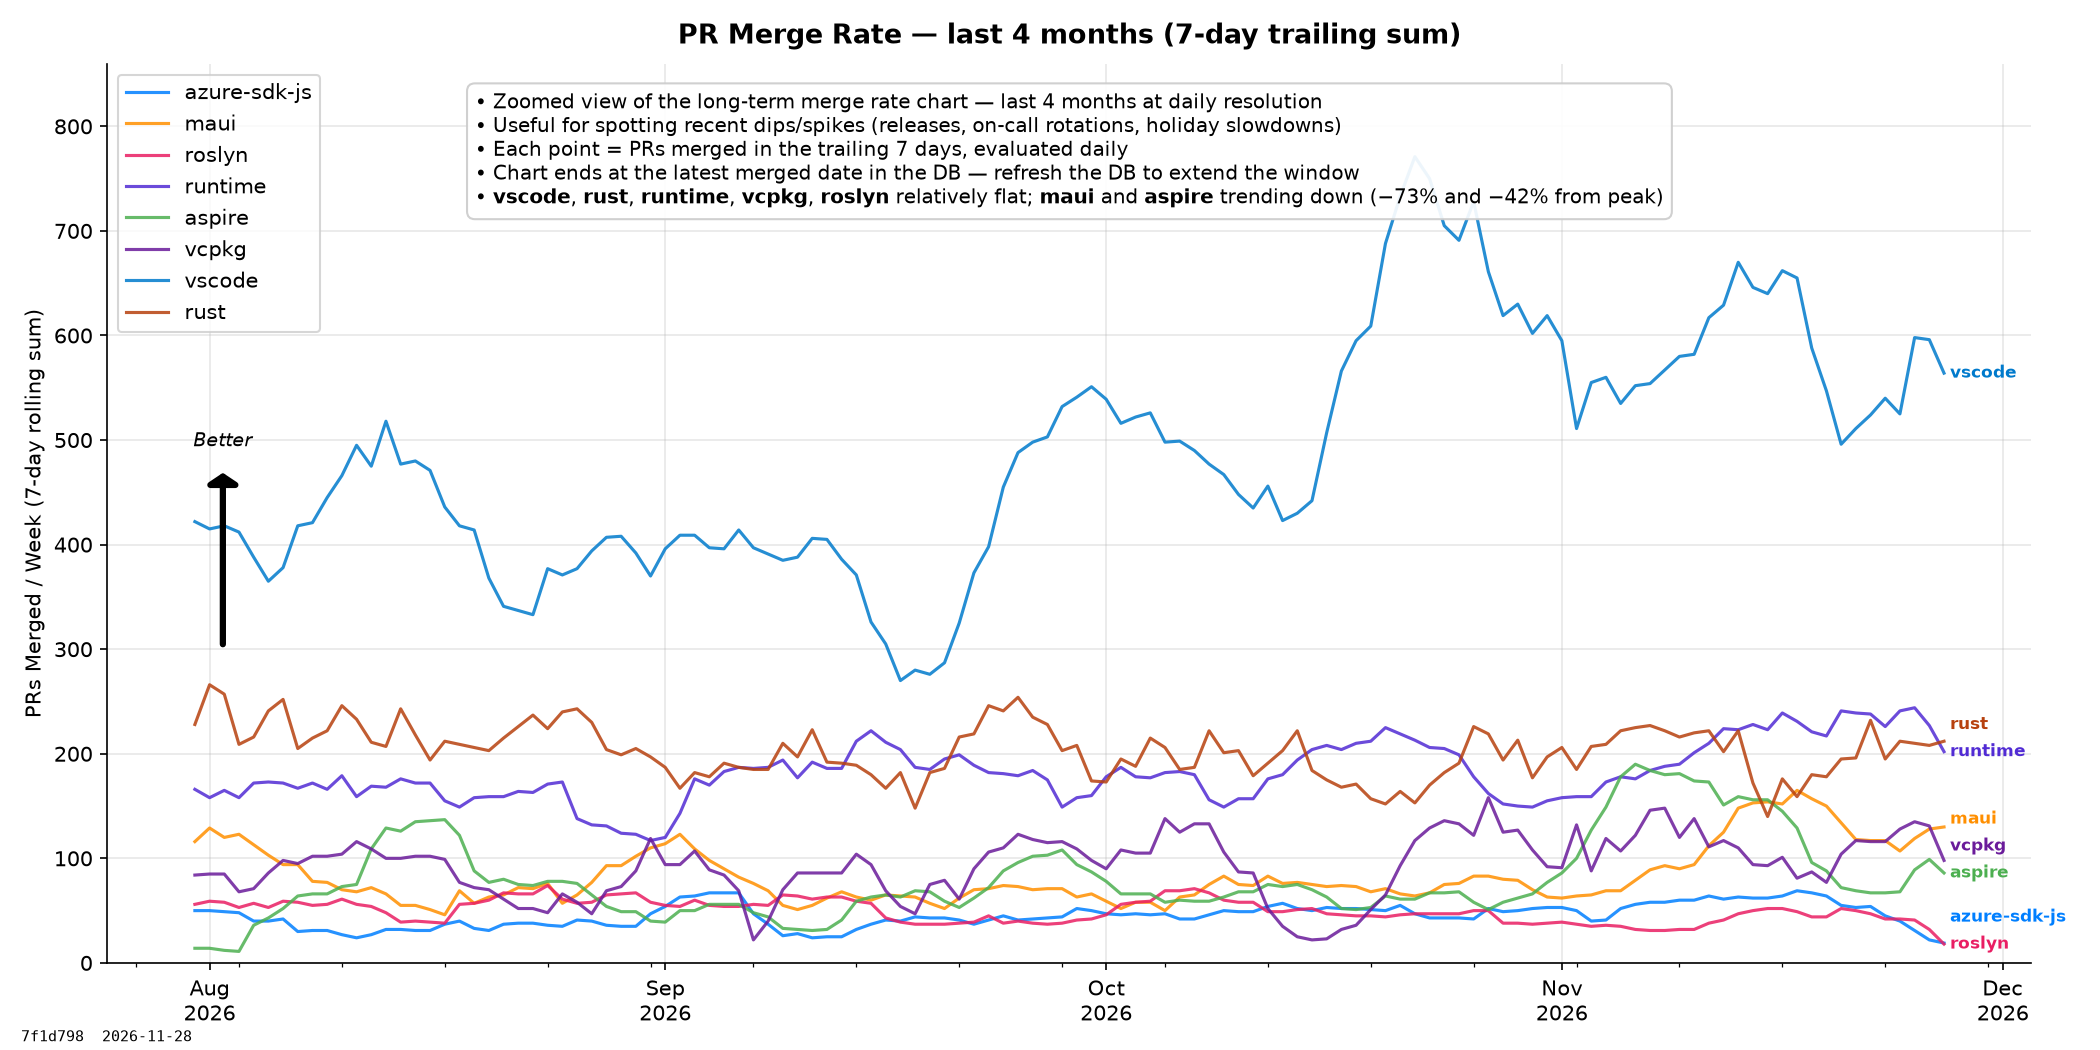 PR Merge Rate — last 4 months (7-day trailing sum)
azure-sdk-js
maui
roslyn
runtime
aspire
vcpkg
vscode
rust
• Zoomed view of the long-term merge rate chart — last 4 months at daily resolution
• Useful for spotting recent dips/spikes (releases, on-call rotations, holiday slowdowns)
• Each point = PRs merged in the trailing 7 days, evaluated daily
• Chart ends at the latest merged date in the DB — refresh the DB to extend the window
• vscode, rust, runtime, vcpkg, roslyn relatively flat; maui and aspire trending down (−73% and −42% from peak)
Better
PRs Merged / Week (7-day rolling sum)
800
700
600
500
400
300
200
100
0
vscode
rust
runtime
maui
vcpkg
aspire
azure-sdk-js
roslyn
Aug
2026
Sep
2026
Oct
2026
Nov
2026
Dec
2026
7f1d798 2026-11-28